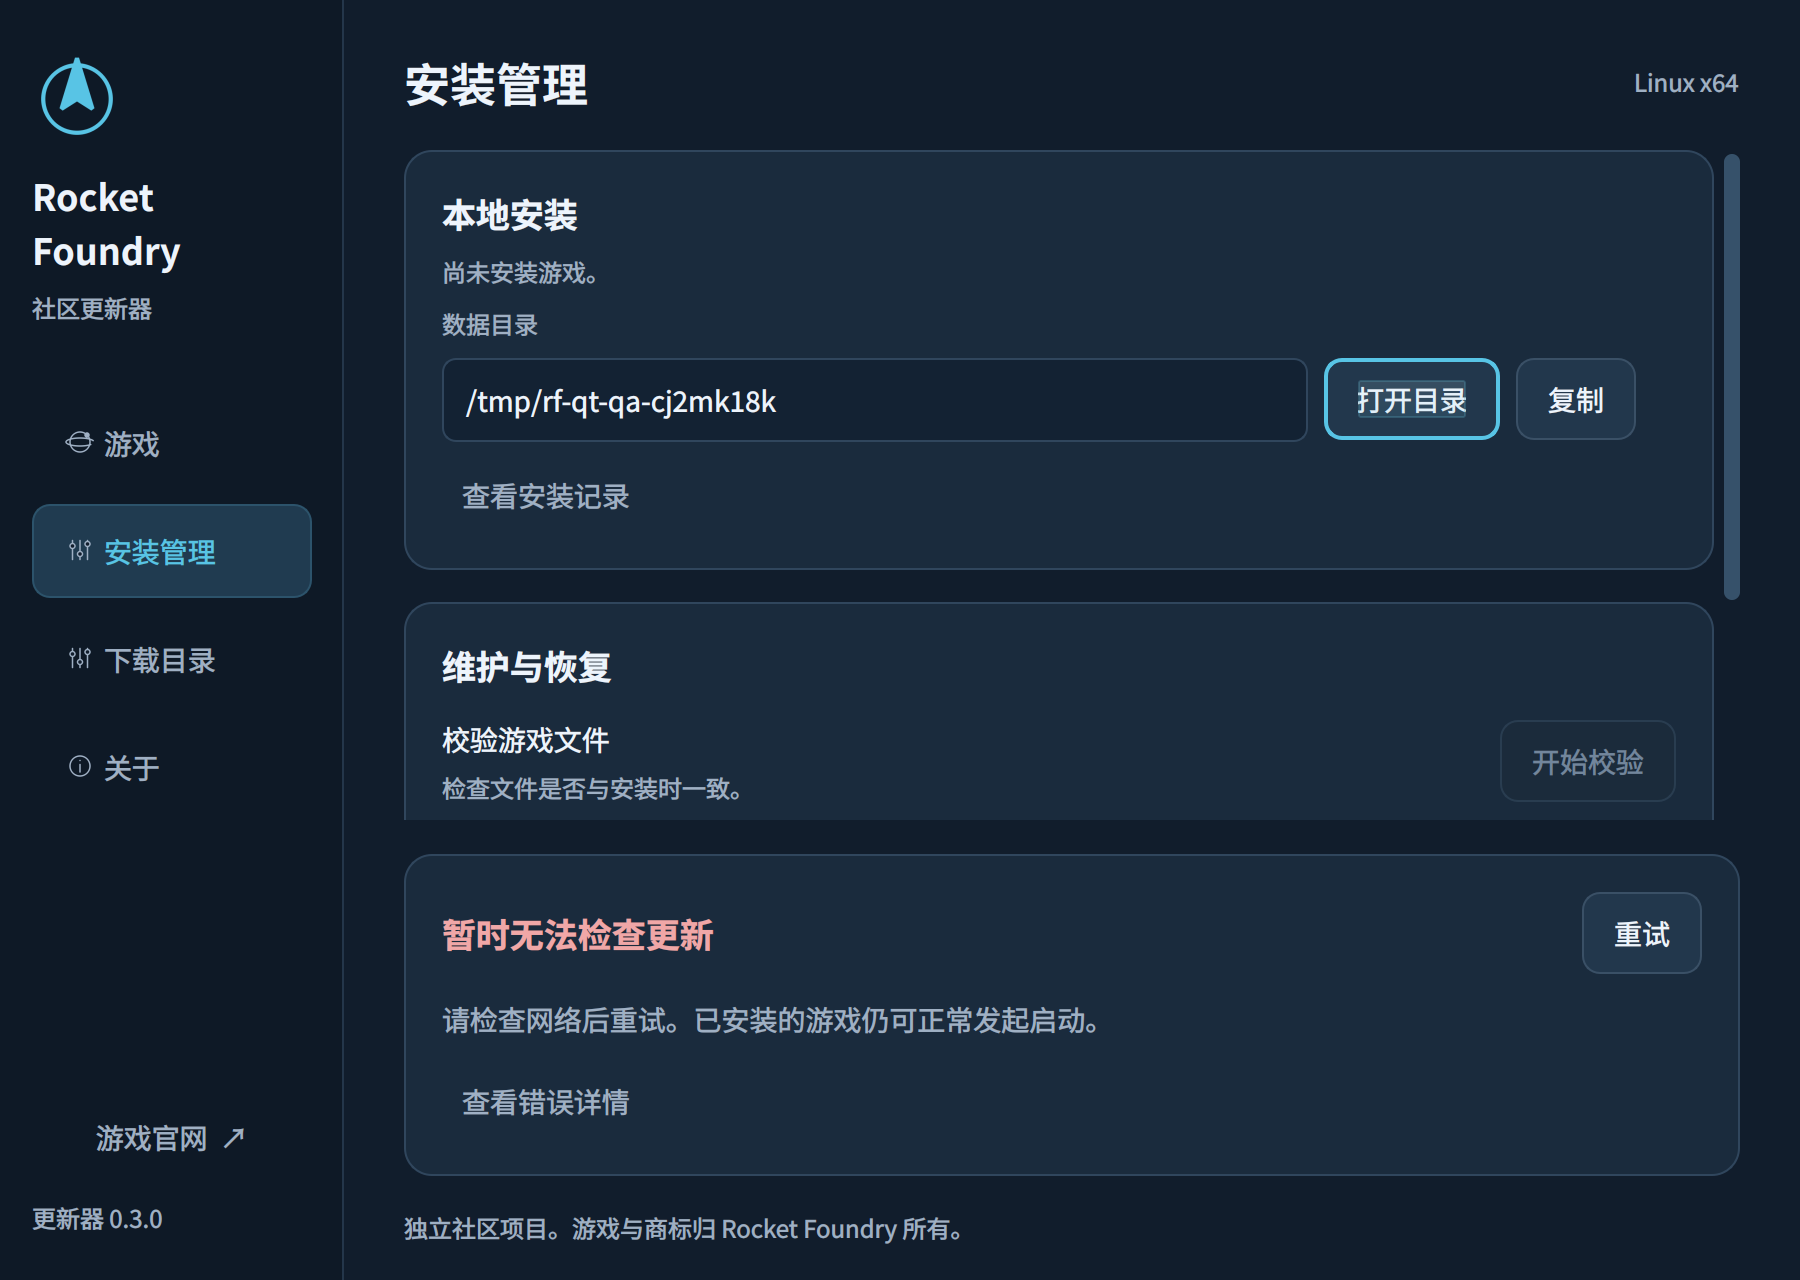 Rocket
Foundry
社区更新器
游戏
安装管理
下载目录
关于
游戏官网 ↗
更新器 0.3.0
安装管理
Linux x64
本地安装
尚未安装游戏。
数据目录
/tmp/rf-qt-qa-cj2mk18k
打开目录
复制
查看安装记录
维护与恢复
校验游戏文件
检查文件是否与安装时一致。
开始校验
暂时无法检查更新
重试
请检查网络后重试。已安装的游戏仍可正常发起启动。
查看错误详情
独立社区项目。游戏与商标归 Rocket Foundry 所有。